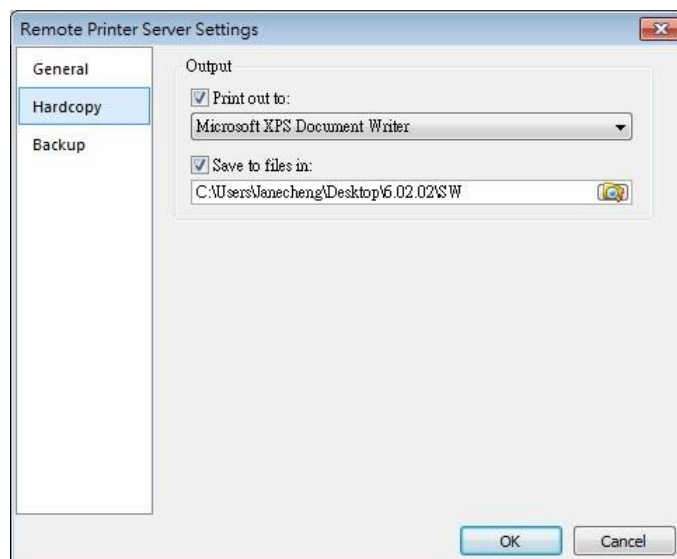 Remote Printer Server Settings
General
Hardcopy
Backup
Output
Print out to:
Microsoft XPS Document Writer
Save to files in:
C:\Users\Janecheng\Desktop\6.02.02\SW
OK
Cancel